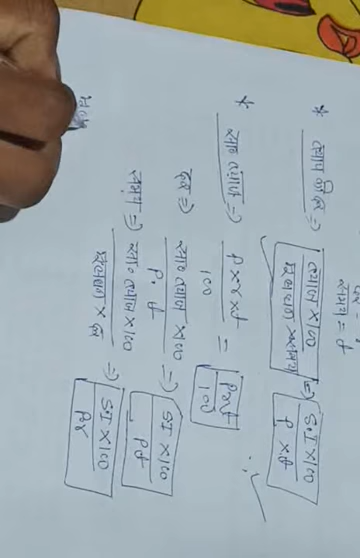 समय = t
* ब्याज की दर ⇒ ब्याज × 100 / मूलधन × समय ⇒ S.I × 100 / P × t
* सा० ब्याज ⇒ P × r × t / 100 = Prt / 100
दर ⇒ सा० ब्याज × 100 / P. t ⇒ SI × 100 / Pt
समय ⇒ सा० ब्याज × 100 / मूलधन × दर ⇒ S.I × 100 / Pr